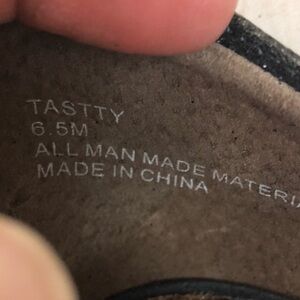 TASTTY
6.5M
ALL MAN MADE MATERIA
MADE IN CHINA